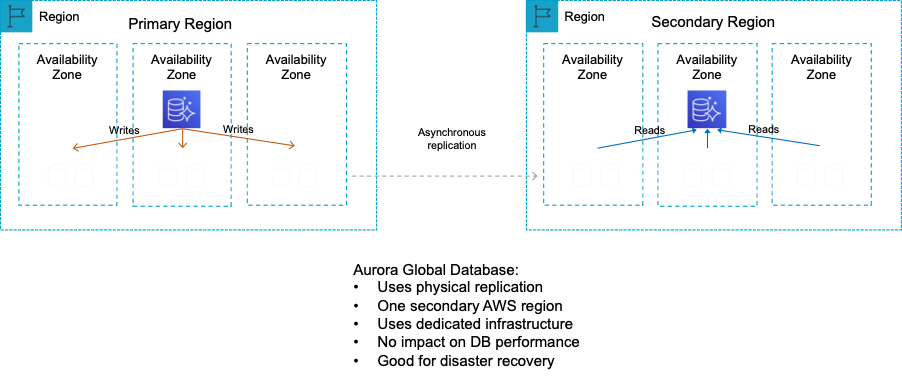 Region
Primary Region
Availability
Zone
Availability
Zone
Availability
Zone
Writes
Writes
Asynchronous
replication
Region
Secondary Region
Availability
Zone
Availability
Zone
Availability
Zone
Reads
Reads
Aurora Global Database:
• Uses physical replication
• One secondary AWS region
• Uses dedicated infrastructure
• No impact on DB performance
• Good for disaster recovery